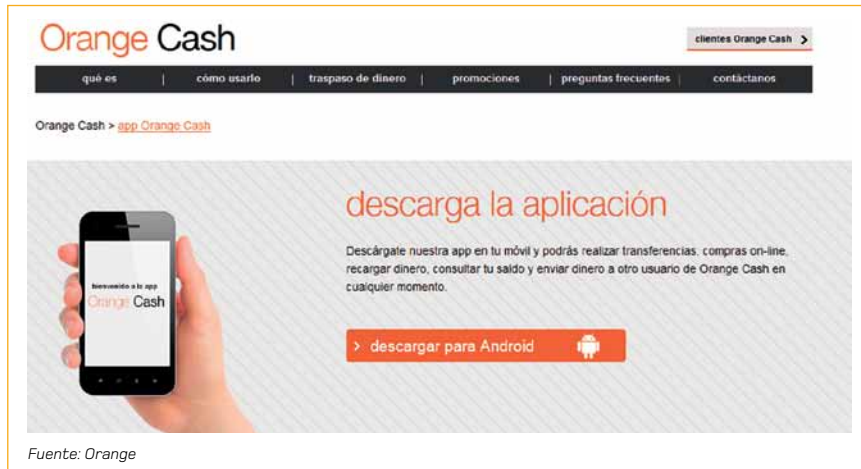 Orange Cash
clientes Orange Cash >
qué es | cómo usarlo | traspaso de dinero | promociones | preguntas frecuentes | contáctanos
Orange Cash > app Orange Cash
descarga la aplicación
Descárgate nuestra app en tu móvil y podrás realizar transferencias, compras on-line,
recargar dinero, consultar tu saldo y enviar dinero a otro usuario de Orange Cash en
cualquier momento.
bienvenido a la app
Orange Cash
> descargar para Android
Fuente: Orange